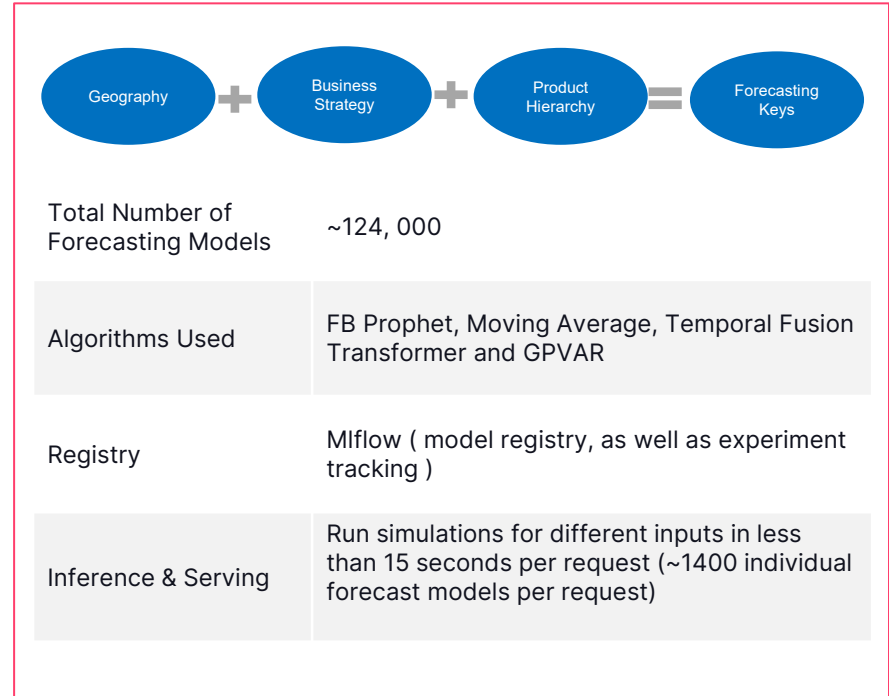 Geography
+
Business
Strategy
+
Product
Hierarchy
=
Forecasting
Keys
Total Number of
Forecasting Models
~124, 000
Algorithms Used
FB Prophet, Moving Average, Temporal Fusion
Transformer and GPVAR
Registry
Mlflow ( model registry, as well as experiment
tracking )
Inference & Serving
Run simulations for different inputs in less
than 15 seconds per request (~1400 individual
forecast models per request)